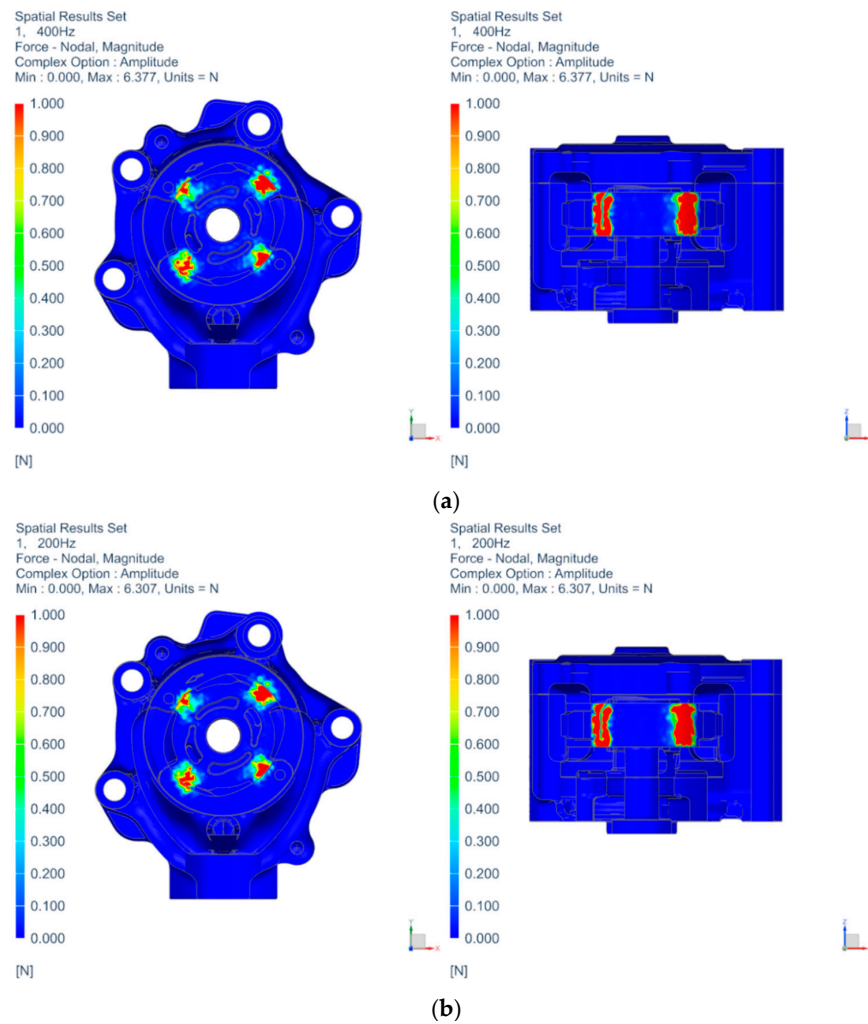 Spatial Results Set
1, 400Hz
Force - Nodal, Magnitude
Complex Option : Amplitude
Min : 0.000, Max : 6.377, Units = N
1.000
0.900
0.800
0.700
0.600
0.500
0.400
0.300
0.200
0.100
0.000
[N]
Y
X
Spatial Results Set
1, 400Hz
Force - Nodal, Magnitude
Complex Option : Amplitude
Min : 0.000, Max : 6.377, Units = N
1.000
0.900
0.800
0.700
0.600
0.500
0.400
0.300
0.200
0.100
0.000
[N]
Z
(a)
Spatial Results Set
1, 200Hz
Force - Nodal, Magnitude
Complex Option : Amplitude
Min : 0.000, Max : 6.307, Units = N
1.000
0.900
0.800
0.700
0.600
0.500
0.400
0.300
0.200
0.100
0.000
[N]
Y
X
Spatial Results Set
1, 200Hz
Force - Nodal, Magnitude
Complex Option : Amplitude
Min : 0.000, Max : 6.307, Units = N
1.000
0.900
0.800
0.700
0.600
0.500
0.400
0.300
0.200
0.100
0.000
[N]
Z
(b)